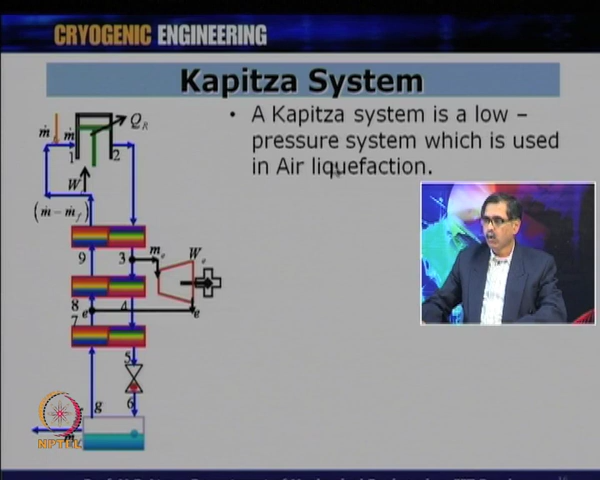 CRYOGENIC ENGINEERING
Kapitza System
• A Kapitza system is a low –
pressure system which is used
in Air liquefaction.
Q_R
ṁ
ṁ
1
2
W
(ṁ − ṁ_f)
9
3
m_e
W_e
8
4
7
e
e
5
6
g
NPTEL